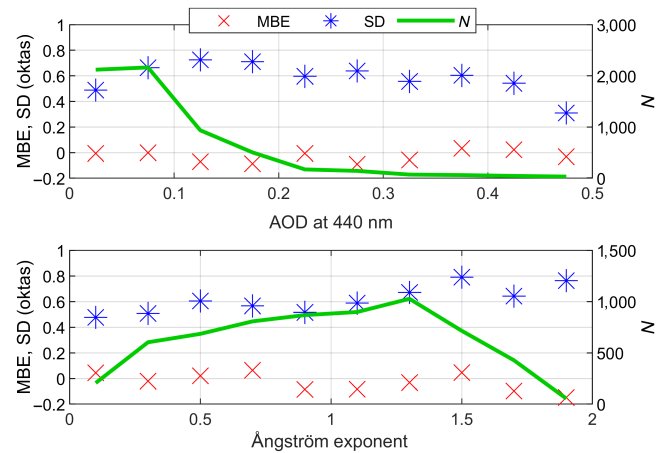 MBE SD N
1 3,000
0.8
0.6 2,000
0.4
0.2 1,000
0
−0.2 0
MBE, SD (oktas)
N
0 0.1 0.2 0.3 0.4 0.5
AOD at 440 nm
1 1,500
0.8
0.6 1,000
0.4
0.2 500
0
−0.2 0
MBE, SD (oktas)
N
0 0.5 1 1.5 2
Ångström exponent